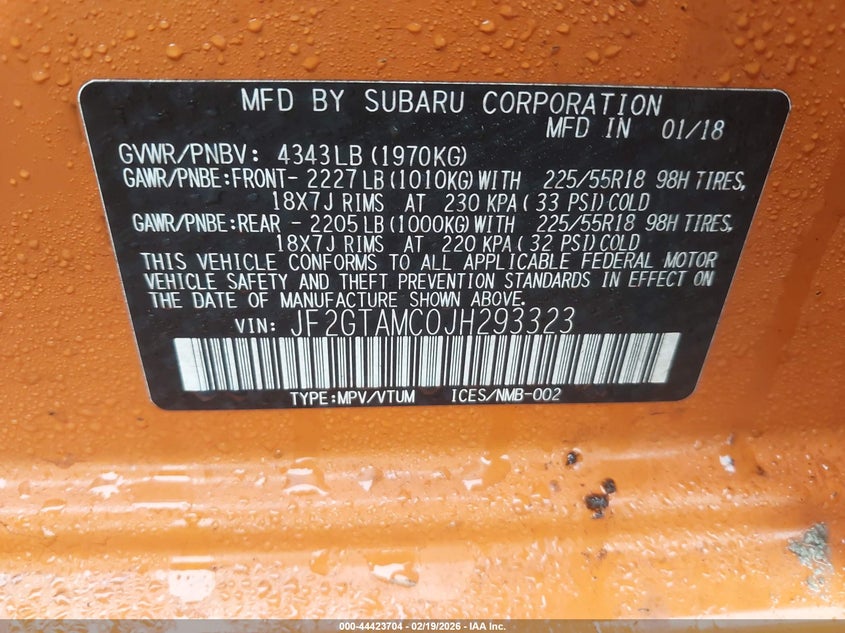 MFD BY SUBARU CORPORATION
MFD IN 01/18
GVWR/PNBV: 4343LB (1970KG)
GAWR/PNBE:FRONT- 2227LB (1010KG) WITH 225/55R18 98H TIRES,
18X7J RIMS AT 230 KPA ( 33 PSI) COLD
GAWR/PNBE:REAR - 2205LB (1000KG) WITH 225/55R18 98H TIRES,
18X7J RIMS AT 220 KPA ( 32 PSI) COLD
THIS VEHICLE CONFORMS TO ALL APPLICABLE FEDERAL MOTOR
VEHICLE SAFETY AND THEFT PREVENTION STANDARDS IN EFFECT ON
THE DATE OF MANUFACTURE SHOWN ABOVE.
VIN: JF2GTAMC0JH293323
TYPE:MPV/VTUM ICES/NMB-002
000-44423704 - 02/19/2026 - IAA Inc.